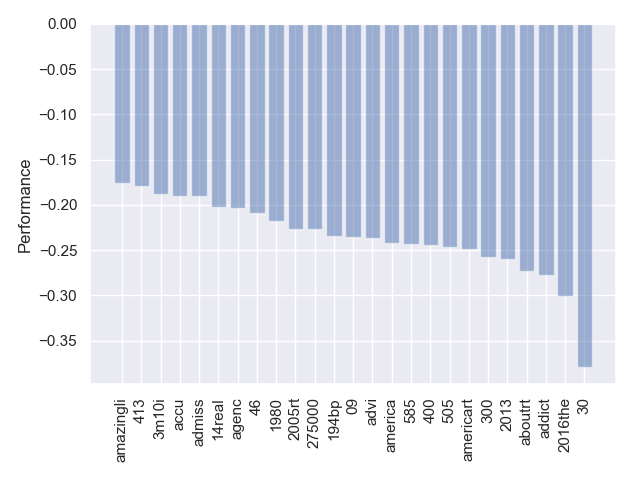 0.00
−0.05
−0.10
−0.15
−0.20
−0.25
−0.30
−0.35
Performance
amazingli
413
3m10i
accu
admiss
14real
agenc
46
1980
2005rt
275000
194bp
09
advi
america
585
400
505
americart
300
2013
aboutrt
addict
2016the
30